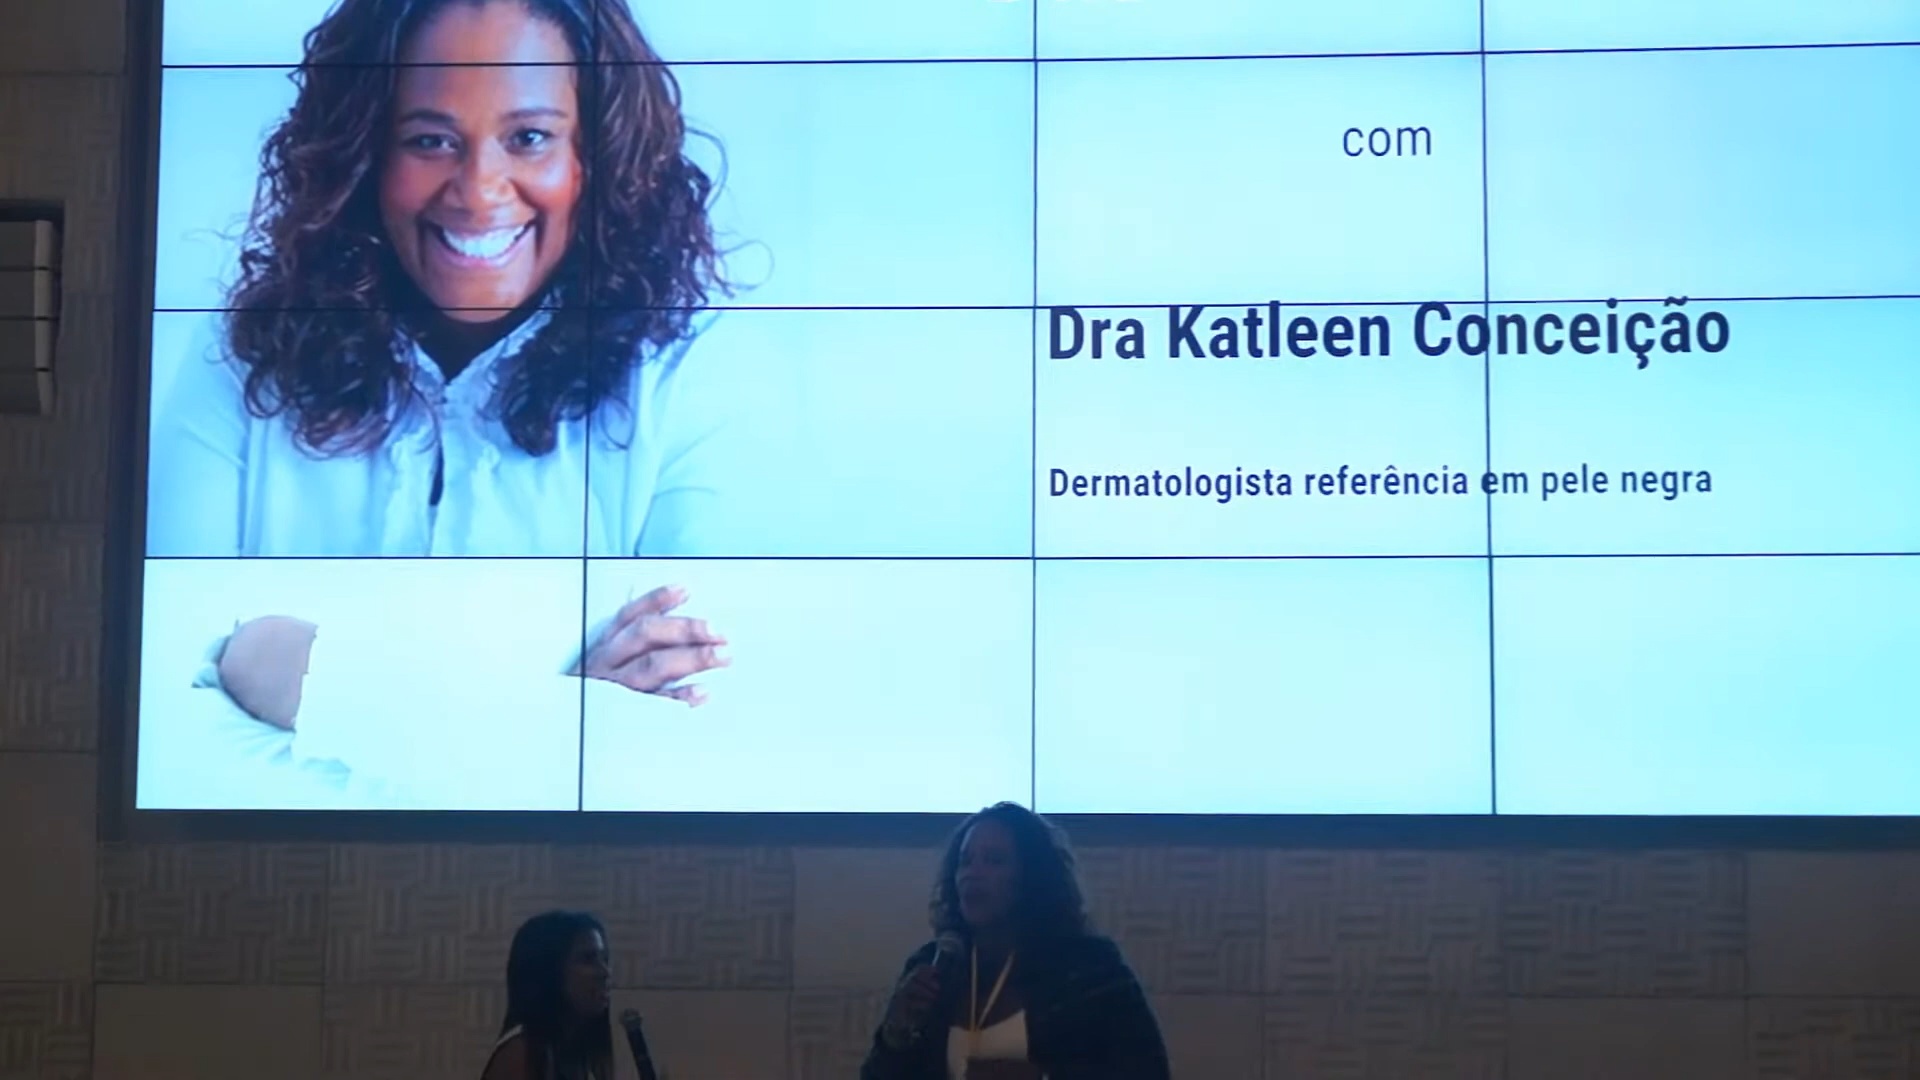 com
Dra Katleen Conceição
Dermatologista referência em pele negra